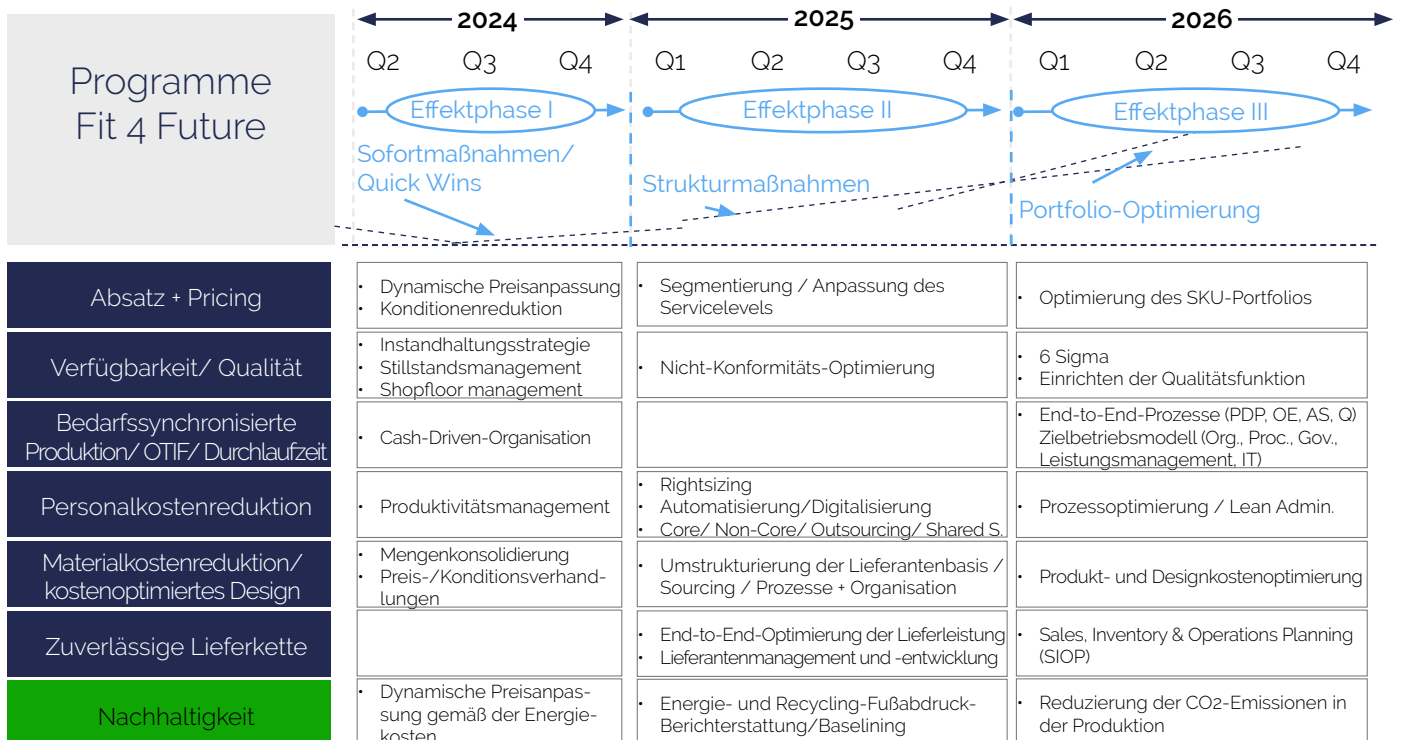 Programme
Fit 4 Future
2024
2025
2026
Q2 Q3 Q4 Q1 Q2 Q3 Q4 Q1 Q2 Q3 Q4
Effektphase I
Effektphase II
Effektphase III
Sofortmaßnahmen/
Quick Wins
Strukturmaßnahmen
Portfolio-Optimierung
Absatz + Pricing
• Dynamische Preisanpassung
• Konditionenreduktion
• Segmentierung / Anpassung des
Servicelevels
• Optimierung des SKU-Portfolios
Verfügbarkeit/ Qualität
• Instandhaltungsstrategie
• Stillstandsmanagement
• Shopfloor management
• Nicht-Konformitäts-Optimierung
• 6 Sigma
• Einrichten der Qualitätsfunktion
Bedarfssynchronisierte
Produktion/ OTIF/ Durchlaufzeit
• Cash-Driven-Organisation
• End-to-End-Prozesse (PDP, OE, AS, Q)
Zielbetriebsmodell (Org., Proc., Gov.,
Leistungsmanagement, IT)
Personalkostenreduktion
• Produktivitätsmanagement
• Rightsizing
• Automatisierung/Digitalisierung
• Core/ Non-Core/ Outsourcing/ Shared S.
• Prozessoptimierung / Lean Admin.
Materialkostenreduktion/
kostenoptimiertes Design
• Mengenkonsolidierung
• Preis-/Konditionsverhand-
lungen
• Umstrukturierung der Lieferantenbasis /
Sourcing / Prozesse + Organisation
• Produkt- und Designkostenoptimierung
Zuverlässige Lieferkette
• End-to-End-Optimierung der Lieferleistung
• Lieferantenmanagement und -entwicklung
• Sales, Inventory & Operations Planning
(SIOP)
Nachhaltigkeit
• Dynamische Preisanpas-
sung gemäß der Energie-
kosten
• Energie- und Recycling-Fußabdruck-
Berichterstattung/Baselining
• Reduzierung der CO2-Emissionen in
der Produktion